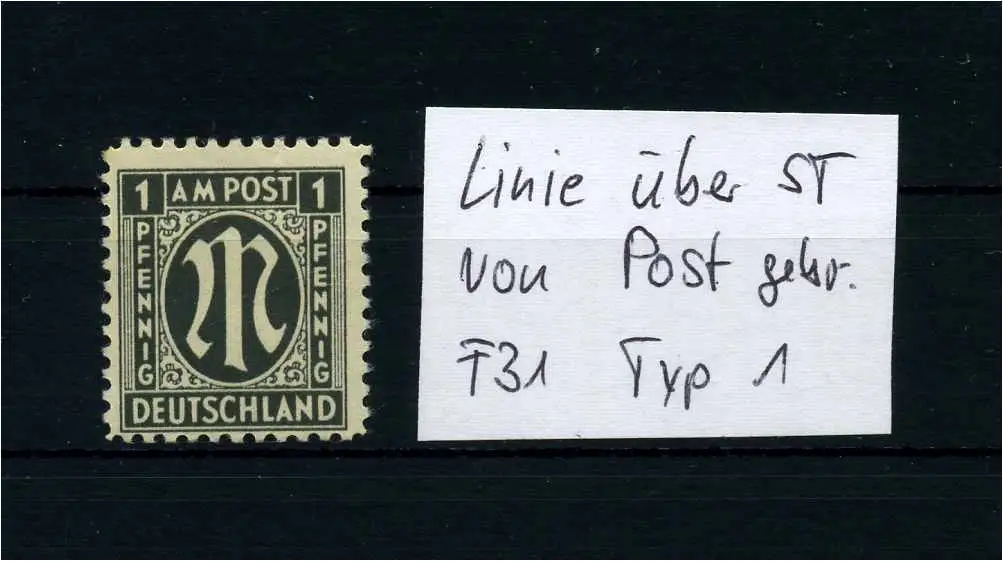 1 AM POST 1
PFENNIG
M
PFENNIG
DEUTSCHLAND
Linie über ST
von Post gebr.
F31 Typ 1